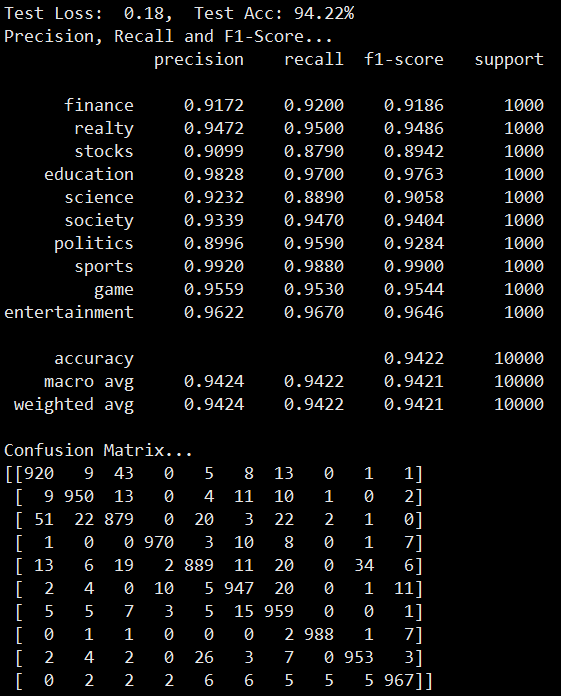 Test Loss:  0.18,  Test Acc: 94.22%
Precision, Recall and F1-Score...
               precision    recall  f1-score   support

      finance     0.9172    0.9200    0.9186      1000
       realty     0.9472    0.9500    0.9486      1000
       stocks     0.9099    0.8790    0.8942      1000
    education     0.9828    0.9700    0.9763      1000
      science     0.9232    0.8890    0.9058      1000
      society     0.9339    0.9470    0.9404      1000
     politics     0.8996    0.9590    0.9284      1000
       sports     0.9920    0.9880    0.9900      1000
         game     0.9559    0.9530    0.9544      1000
entertainment     0.9622    0.9670    0.9646      1000

     accuracy                         0.9422     10000
    macro avg     0.9424    0.9422    0.9421     10000
 weighted avg     0.9424    0.9422    0.9421     10000

Confusion Matrix...
[[920   9  43   0   5   8  13   0   1   1]
 [  9 950  13   0   4  11  10   1   0   2]
 [ 51  22 879   0  20   3  22   2   1   0]
 [  1   0   0 970   3  10   8   0   1   7]
 [ 13   6  19   2 889  11  20   0  34   6]
 [  2   4   0  10   5 947  20   0   1  11]
 [  5   5   7   3   5  15 959   0   0   1]
 [  0   1   1   0   0   0   2 988   1   7]
 [  2   4   2   0  26   3   7   0 953   3]
 [  0   2   2   2   6   6   5   5   5 967]]